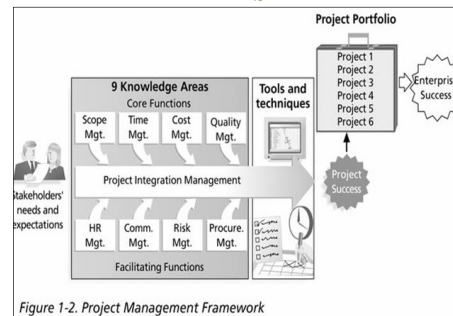 Project Portfolio
Project 1
Project 2
Project 3
Project 4
Project 5
Project 6
Enterpris
Success
9 Knowledge Areas
Core Functions
Tools and
techniques
Scope
Mgt.
Time
Mgt.
Cost
Mgt.
Quality
Mgt.
Project Integration Management
Project
Success
Stakeholders'
needs and
expectations
HR
Mgt.
Comm.
Mgt.
Risk
Mgt.
Procure.
Mgt.
Facilitating Functions
Figure 1-2. Project Management Framework